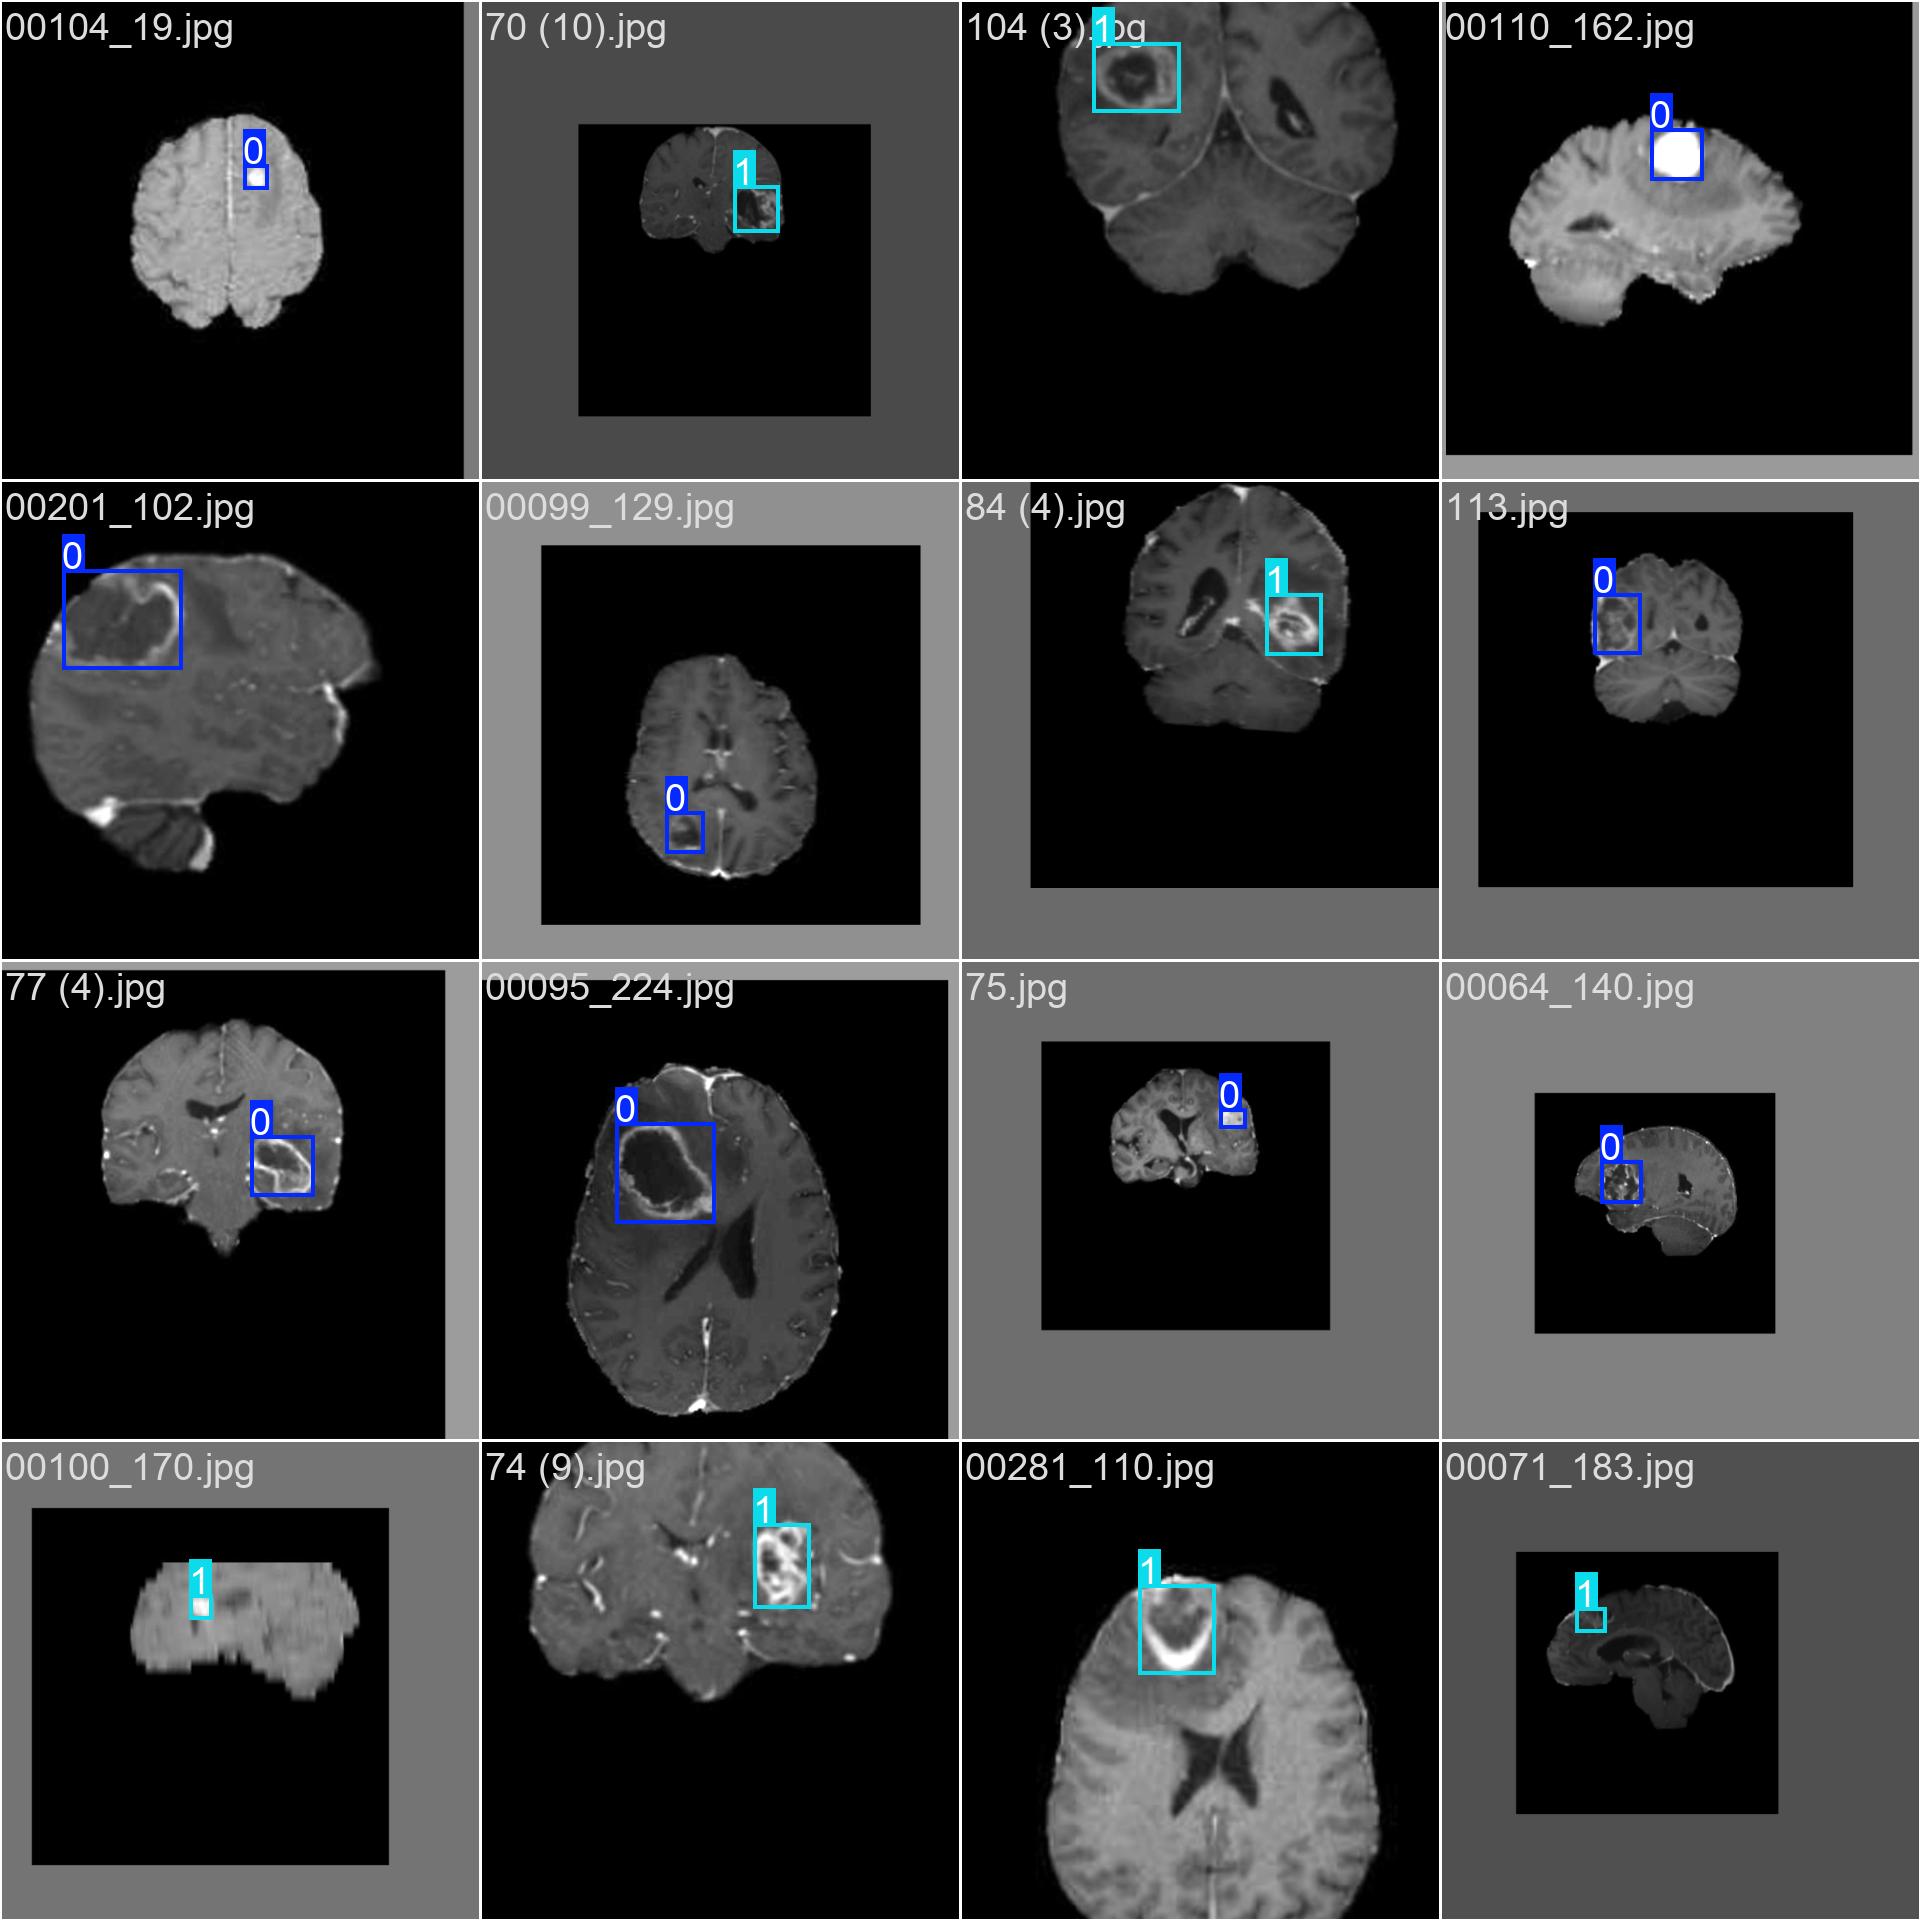 00104_19.jpg
0
70 (10).jpg
1
104 (3).jpg
1
00110_162.jpg
0
00201_102.jpg
0
00099_129.jpg
0
84 (4).jpg
1
113.jpg
0
77 (4).jpg
0
00095_224.jpg
0
75.jpg
0
00064_140.jpg
0
00100_170.jpg
1
74 (9).jpg
1
00281_110.jpg
1
00071_183.jpg
1